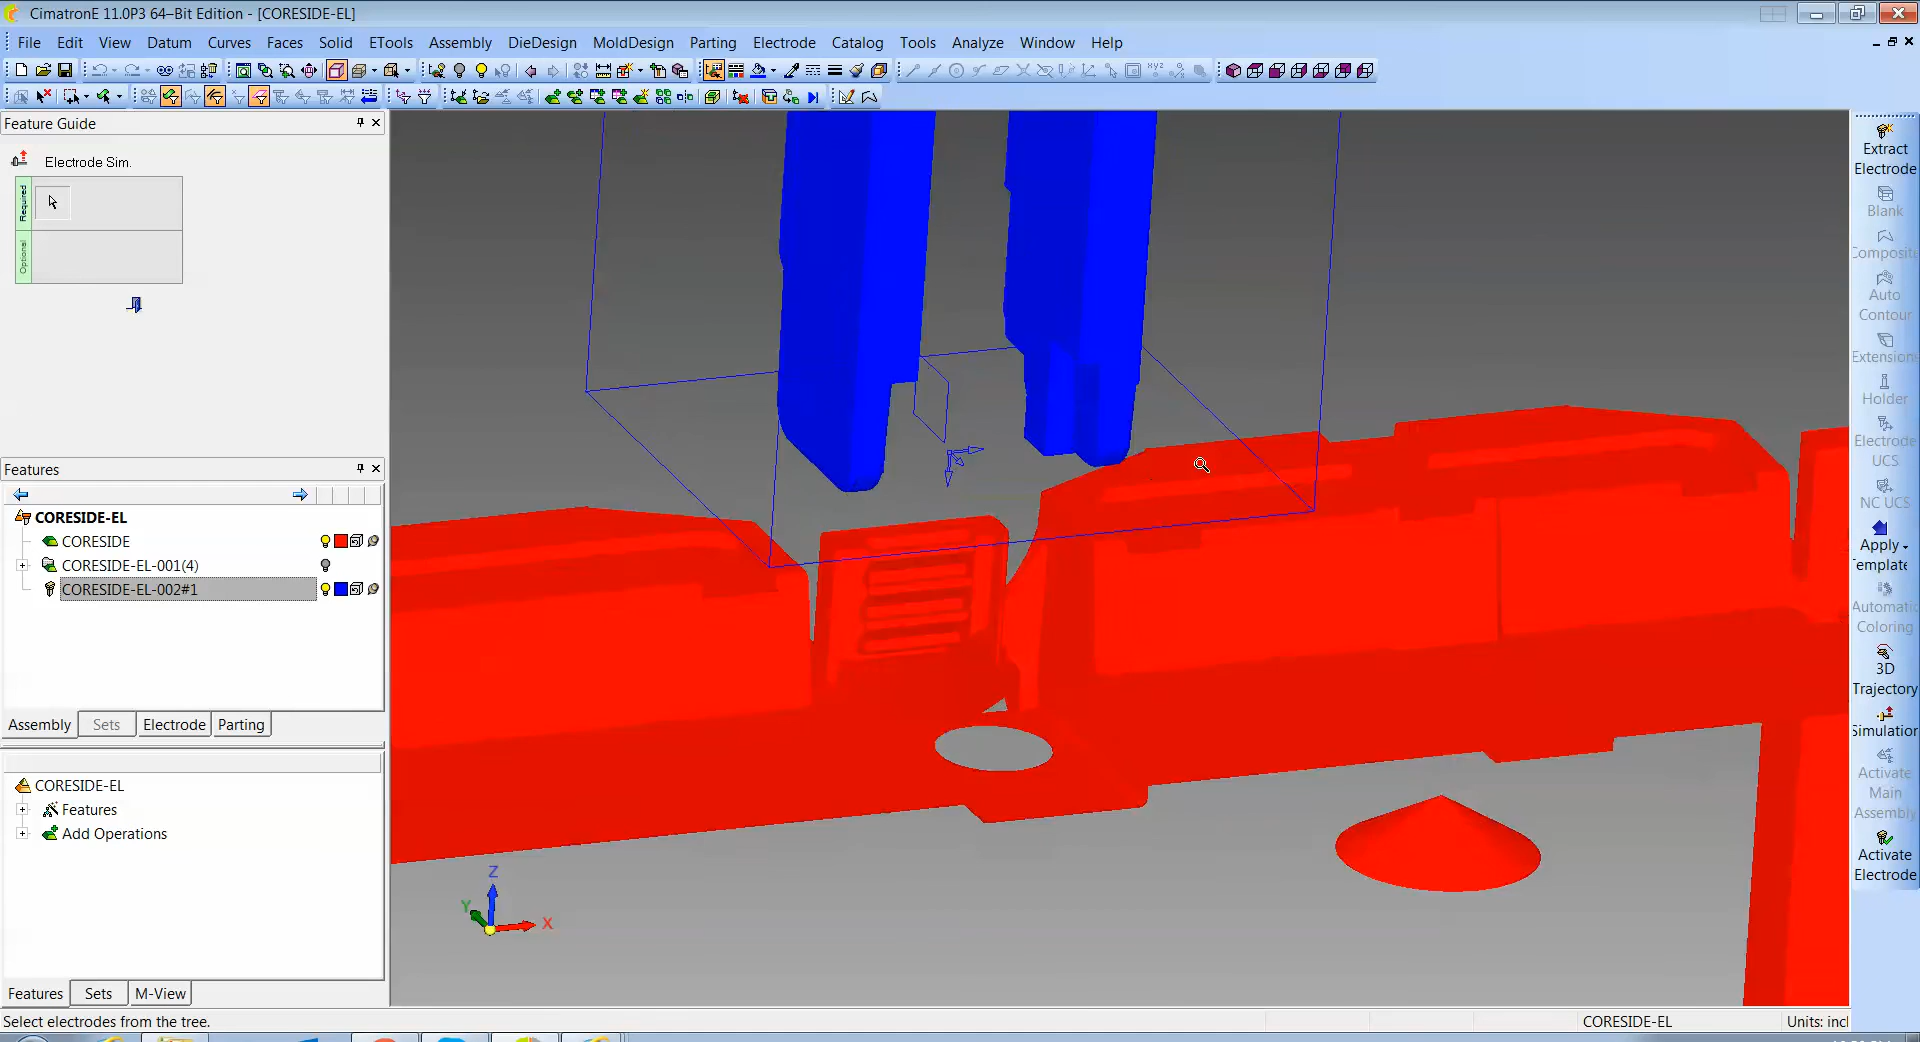 CimatronE 11.0P3 64-Bit Edition - [CORESIDE-EL]
File Edit View Datum Curves Faces Solid ETools Assembly DieDesign MoldDesign Parting Electrode Catalog Tools Analyze Window Help
Feature Guide
Electrode Sim.
Required
Optional
Features
CORESIDE-EL
CORESIDE
CORESIDE-EL-001(4)
CORESIDE-EL-002#1
Assembly Sets Electrode Parting
CORESIDE-EL
Features
Add Operations
Features Sets M-View
Z
Y
X
Extract
Electrode
Blank
Composit
Auto
Contour
Extension
Holder
Electrode
UCS
NC UCS
Apply
Template
Automati
Coloring
3D
Trajectory
Simulation
Activate
Main
Assembly
Activate
Electrode
Select electrodes from the tree.
CORESIDE-EL
Units: incl